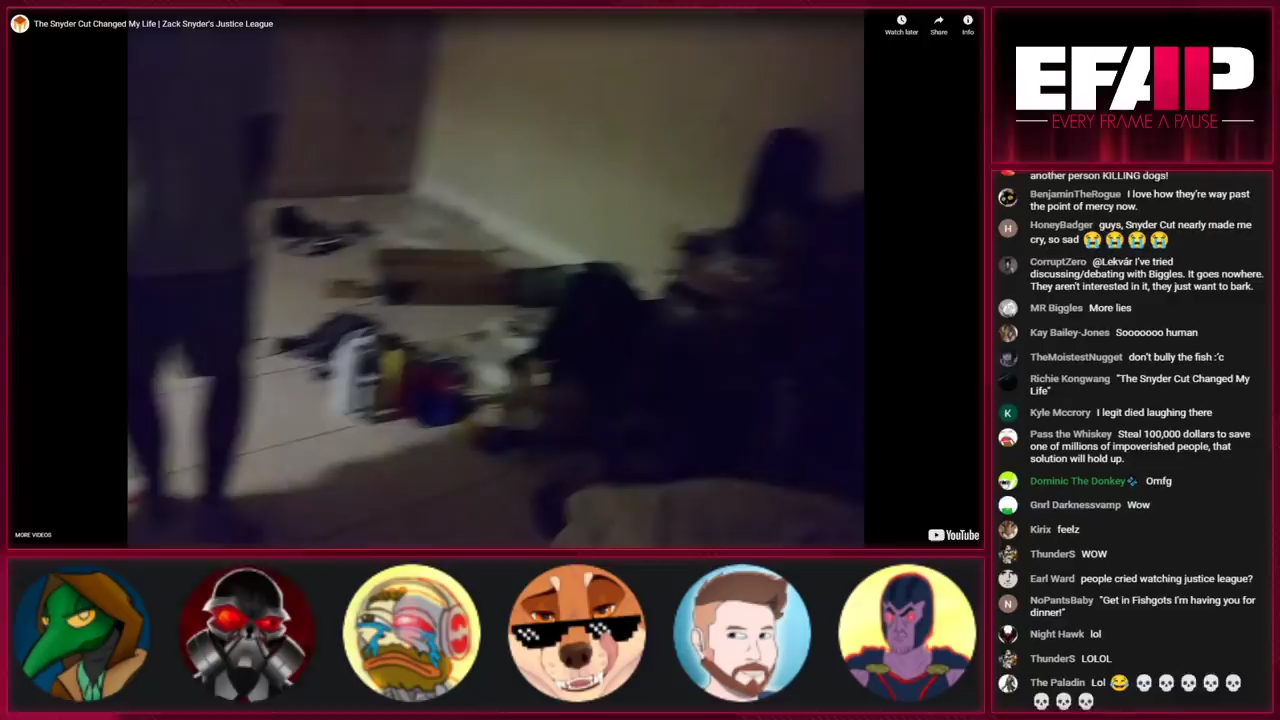 The Snyder Cut Changed My Life | Zack Snyder's Justice League
Watch later
Share
Info
MORE VIDEOS
YouTube
EFAP
EVERY FRAME A PAUSE
another person KILLING dogs!
BenjaminTheRogue I love how they're way past
the point of mercy now.
HoneyBadger guys, Snyder Cut nearly made me
cry, so sad 😭😭😭😭
CorruptZero @Lekvár I've tried
discussing/debating with Biggles. It goes nowhere.
They aren't interested in it, they just want to bark.
MR Biggles More lies
Kay Bailey-Jones Sooooooo human
TheMoistestNugget don't bully the fish :'c
Richie Kongwang "The Snyder Cut Changed My
Life"
K
Kyle Mccrory I legit died laughing there
Pass the Whiskey Steal 100,000 dollars to save
one of millions of impoverished people, that
solution will hold up.
Dominic The Donkey Omfg
Gnrl Darknessvamp Wow
Kirix feelz
ThunderS WOW
Earl Ward people cried watching justice league?
NoPantsBaby "Get in Fishgots I'm having you for
dinner!"
Night Hawk lol
ThunderS LOLOL
The Paladin Lol 😂💀💀💀💀💀
💀💀💀